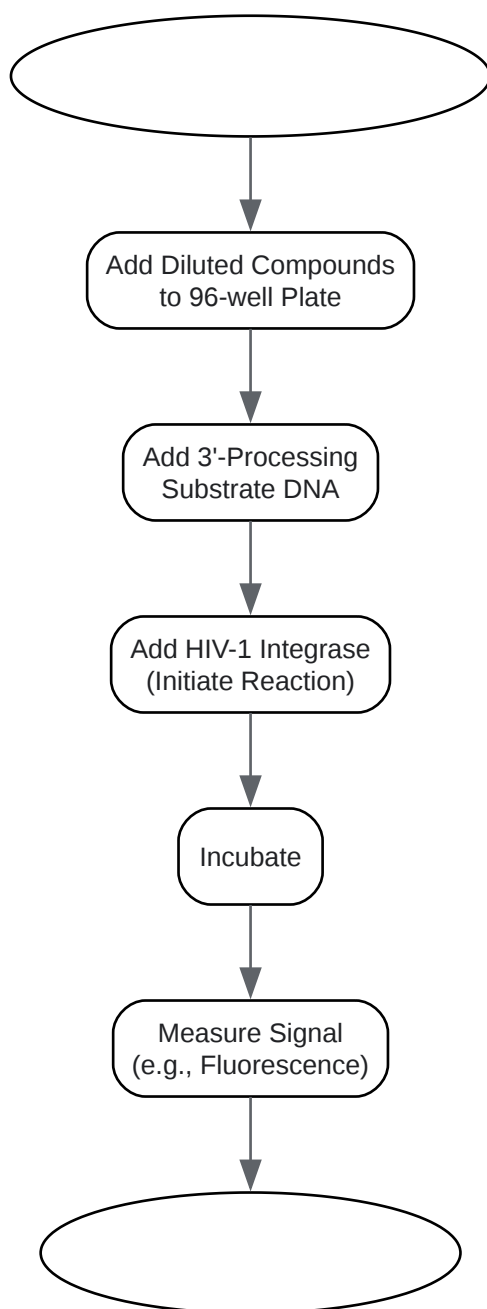 Add Diluted Compounds
to 96-well Plate
Add 3'-Processing
Substrate DNA
Add HIV-1 Integrase
(Initiate Reaction)
Incubate
Measure Signal
(e.g., Fluorescence)